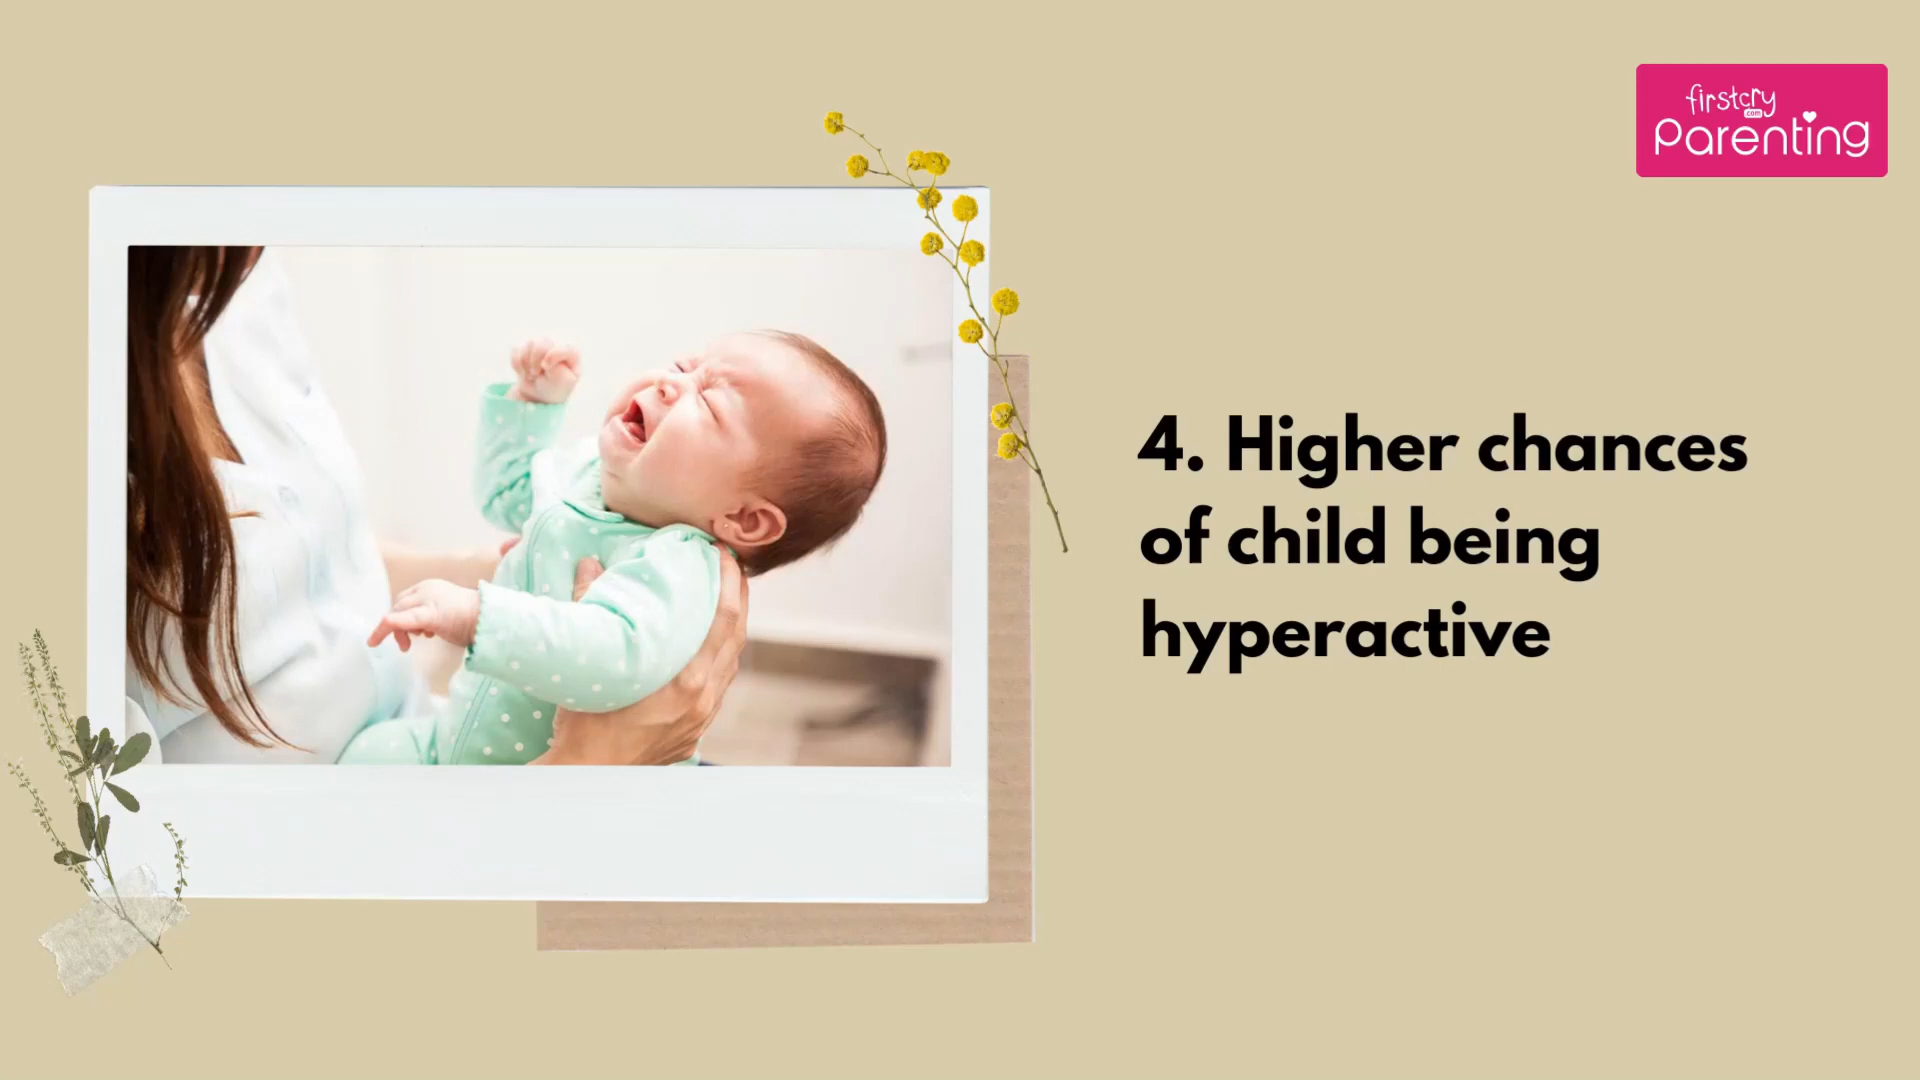 firstcry
.com
Parenting
4. Higher chances
of child being
hyperactive